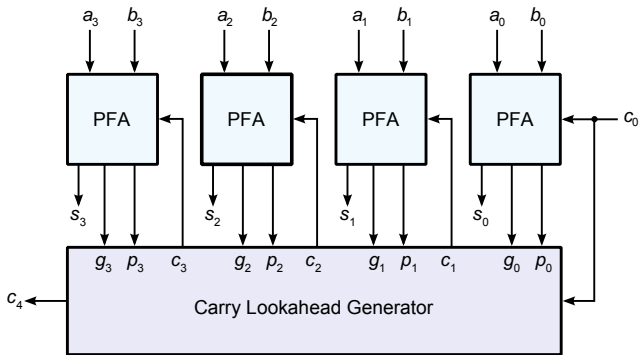 a3 b3 a2 b2 a1 b1 a0 b0
PFA PFA PFA PFA c0
s3 s2 s1 s0
g3 p3 c3 g2 p2 c2 g1 p1 c1 g0 p0
c4 Carry Lookahead Generator